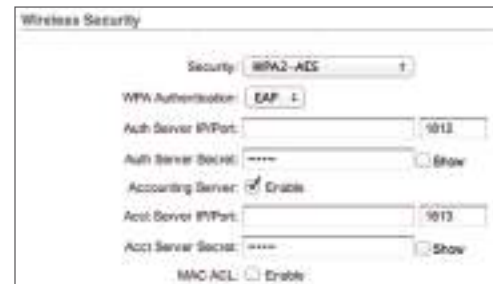 Wireless Security
Security: WPA2-AES
WPA Authentication: EAP
Auth Server IP/Port: 1812
Auth Server Secret: ••••• Show
Accounting Server: Enable
Acct Server IP/Port: 1813
Acct Server Secret: ••••• Show
MAC ACL: Enable